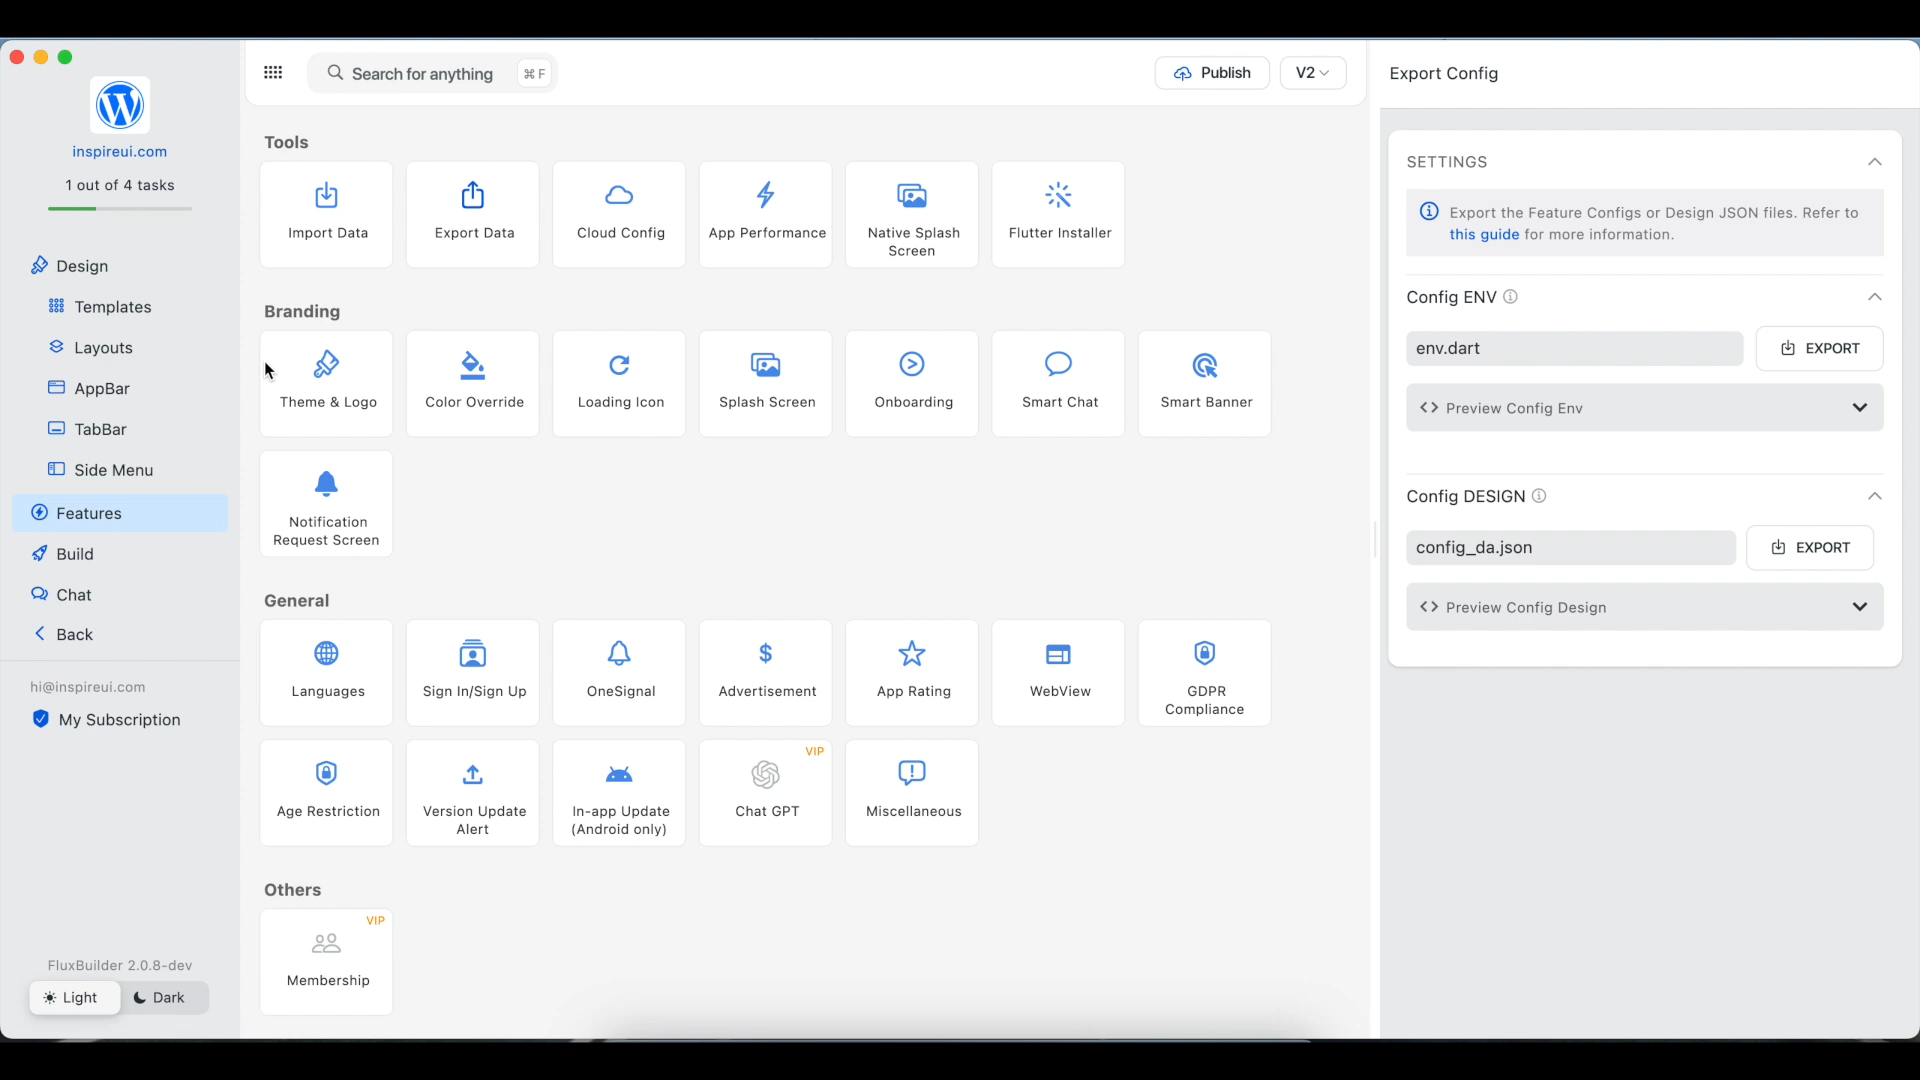 inspireui.com
1 out of 4 tasks
Design
Templates
Layouts
AppBar
TabBar
Side Menu
Features
Build
Chat
Back
hi@inspireui.com
My Subscription
FluxBuilder 2.0.8-dev
Light
Dark
Search for anything
⌘ F
Publish
V2
Tools
Import Data
Export Data
Cloud Config
App Performance
Native Splash
Screen
Flutter Installer
Branding
Theme & Logo
Color Override
Loading Icon
Splash Screen
Onboarding
Smart Chat
Smart Banner
Notification
Request Screen
General
Languages
Sign In/Sign Up
OneSignal
Advertisement
App Rating
WebView
GDPR
Compliance
Age Restriction
Version Update
Alert
In-app Update
(Android only)
VIP
Chat GPT
Miscellaneous
Others
VIP
Membership
Export Config
SETTINGS
Export the Feature Configs or Design JSON files. Refer to
this guide for more information.
Config ENV
env.dart
EXPORT
<> Preview Config Env
Config DESIGN
config_da.json
EXPORT
<> Preview Config Design